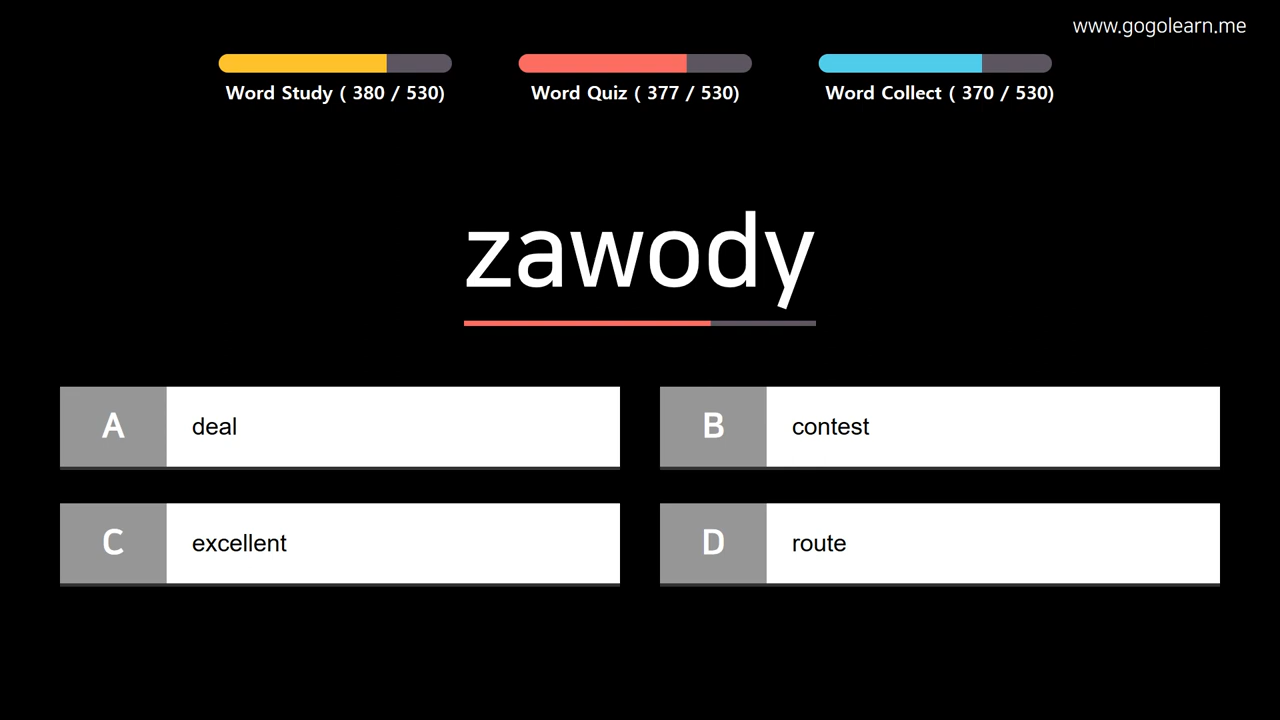 www.gogolearn.me
Word Study ( 380 / 530)
Word Quiz ( 377 / 530)
Word Collect ( 370 / 530)
zawody
A deal
B contest
C excellent
D route